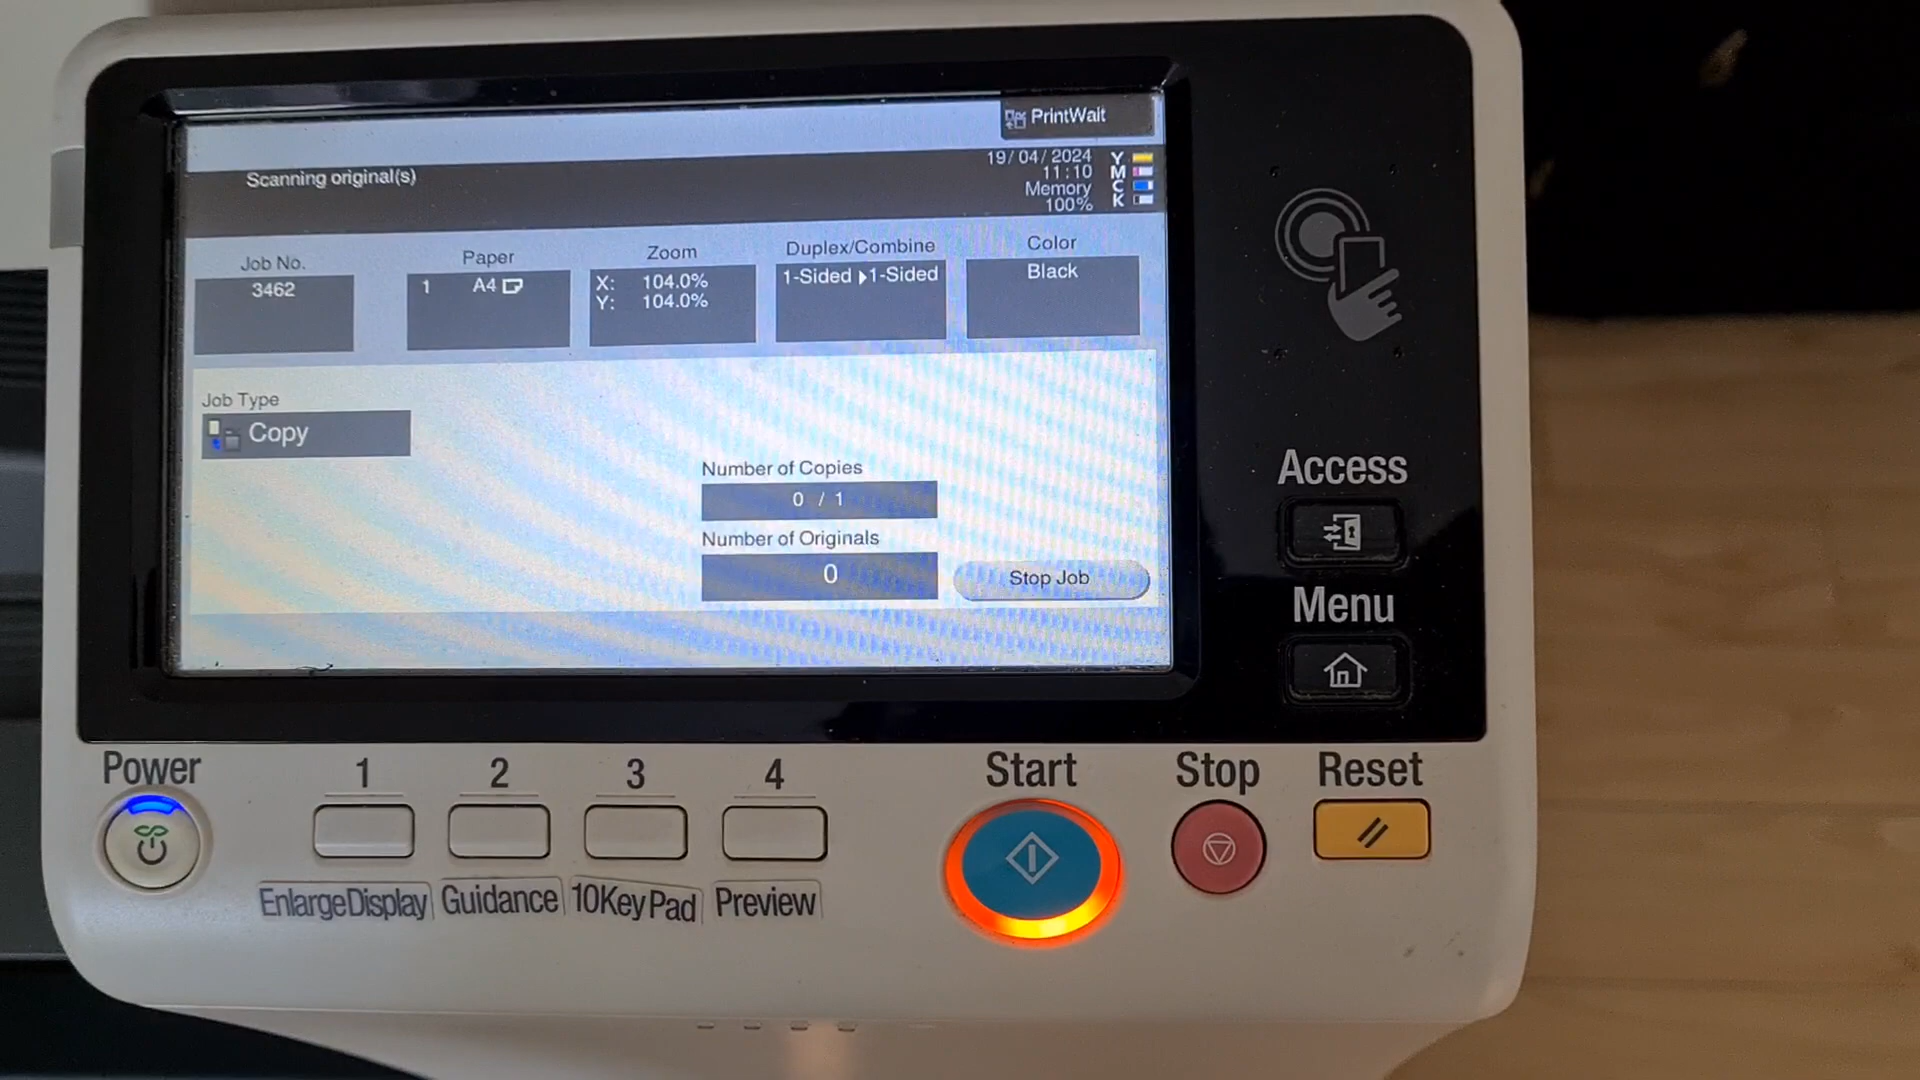 PrintWait
Scanning original(s)
19/04/2024
11:10
Memory
100%
Y
M
C
K
Job No.
3462
Paper
1 A4
Zoom
X: 104.0%
Y: 104.0%
Duplex/Combine
1-Sided ▶1-Sided
Color
Black
Job Type
Copy
Number of Copies
0 / 1
Number of Originals
0
Stop Job
Access
Menu
Power
1 2 3 4
Start Stop Reset
EnlargeDisplay Guidance 10KeyPad Preview